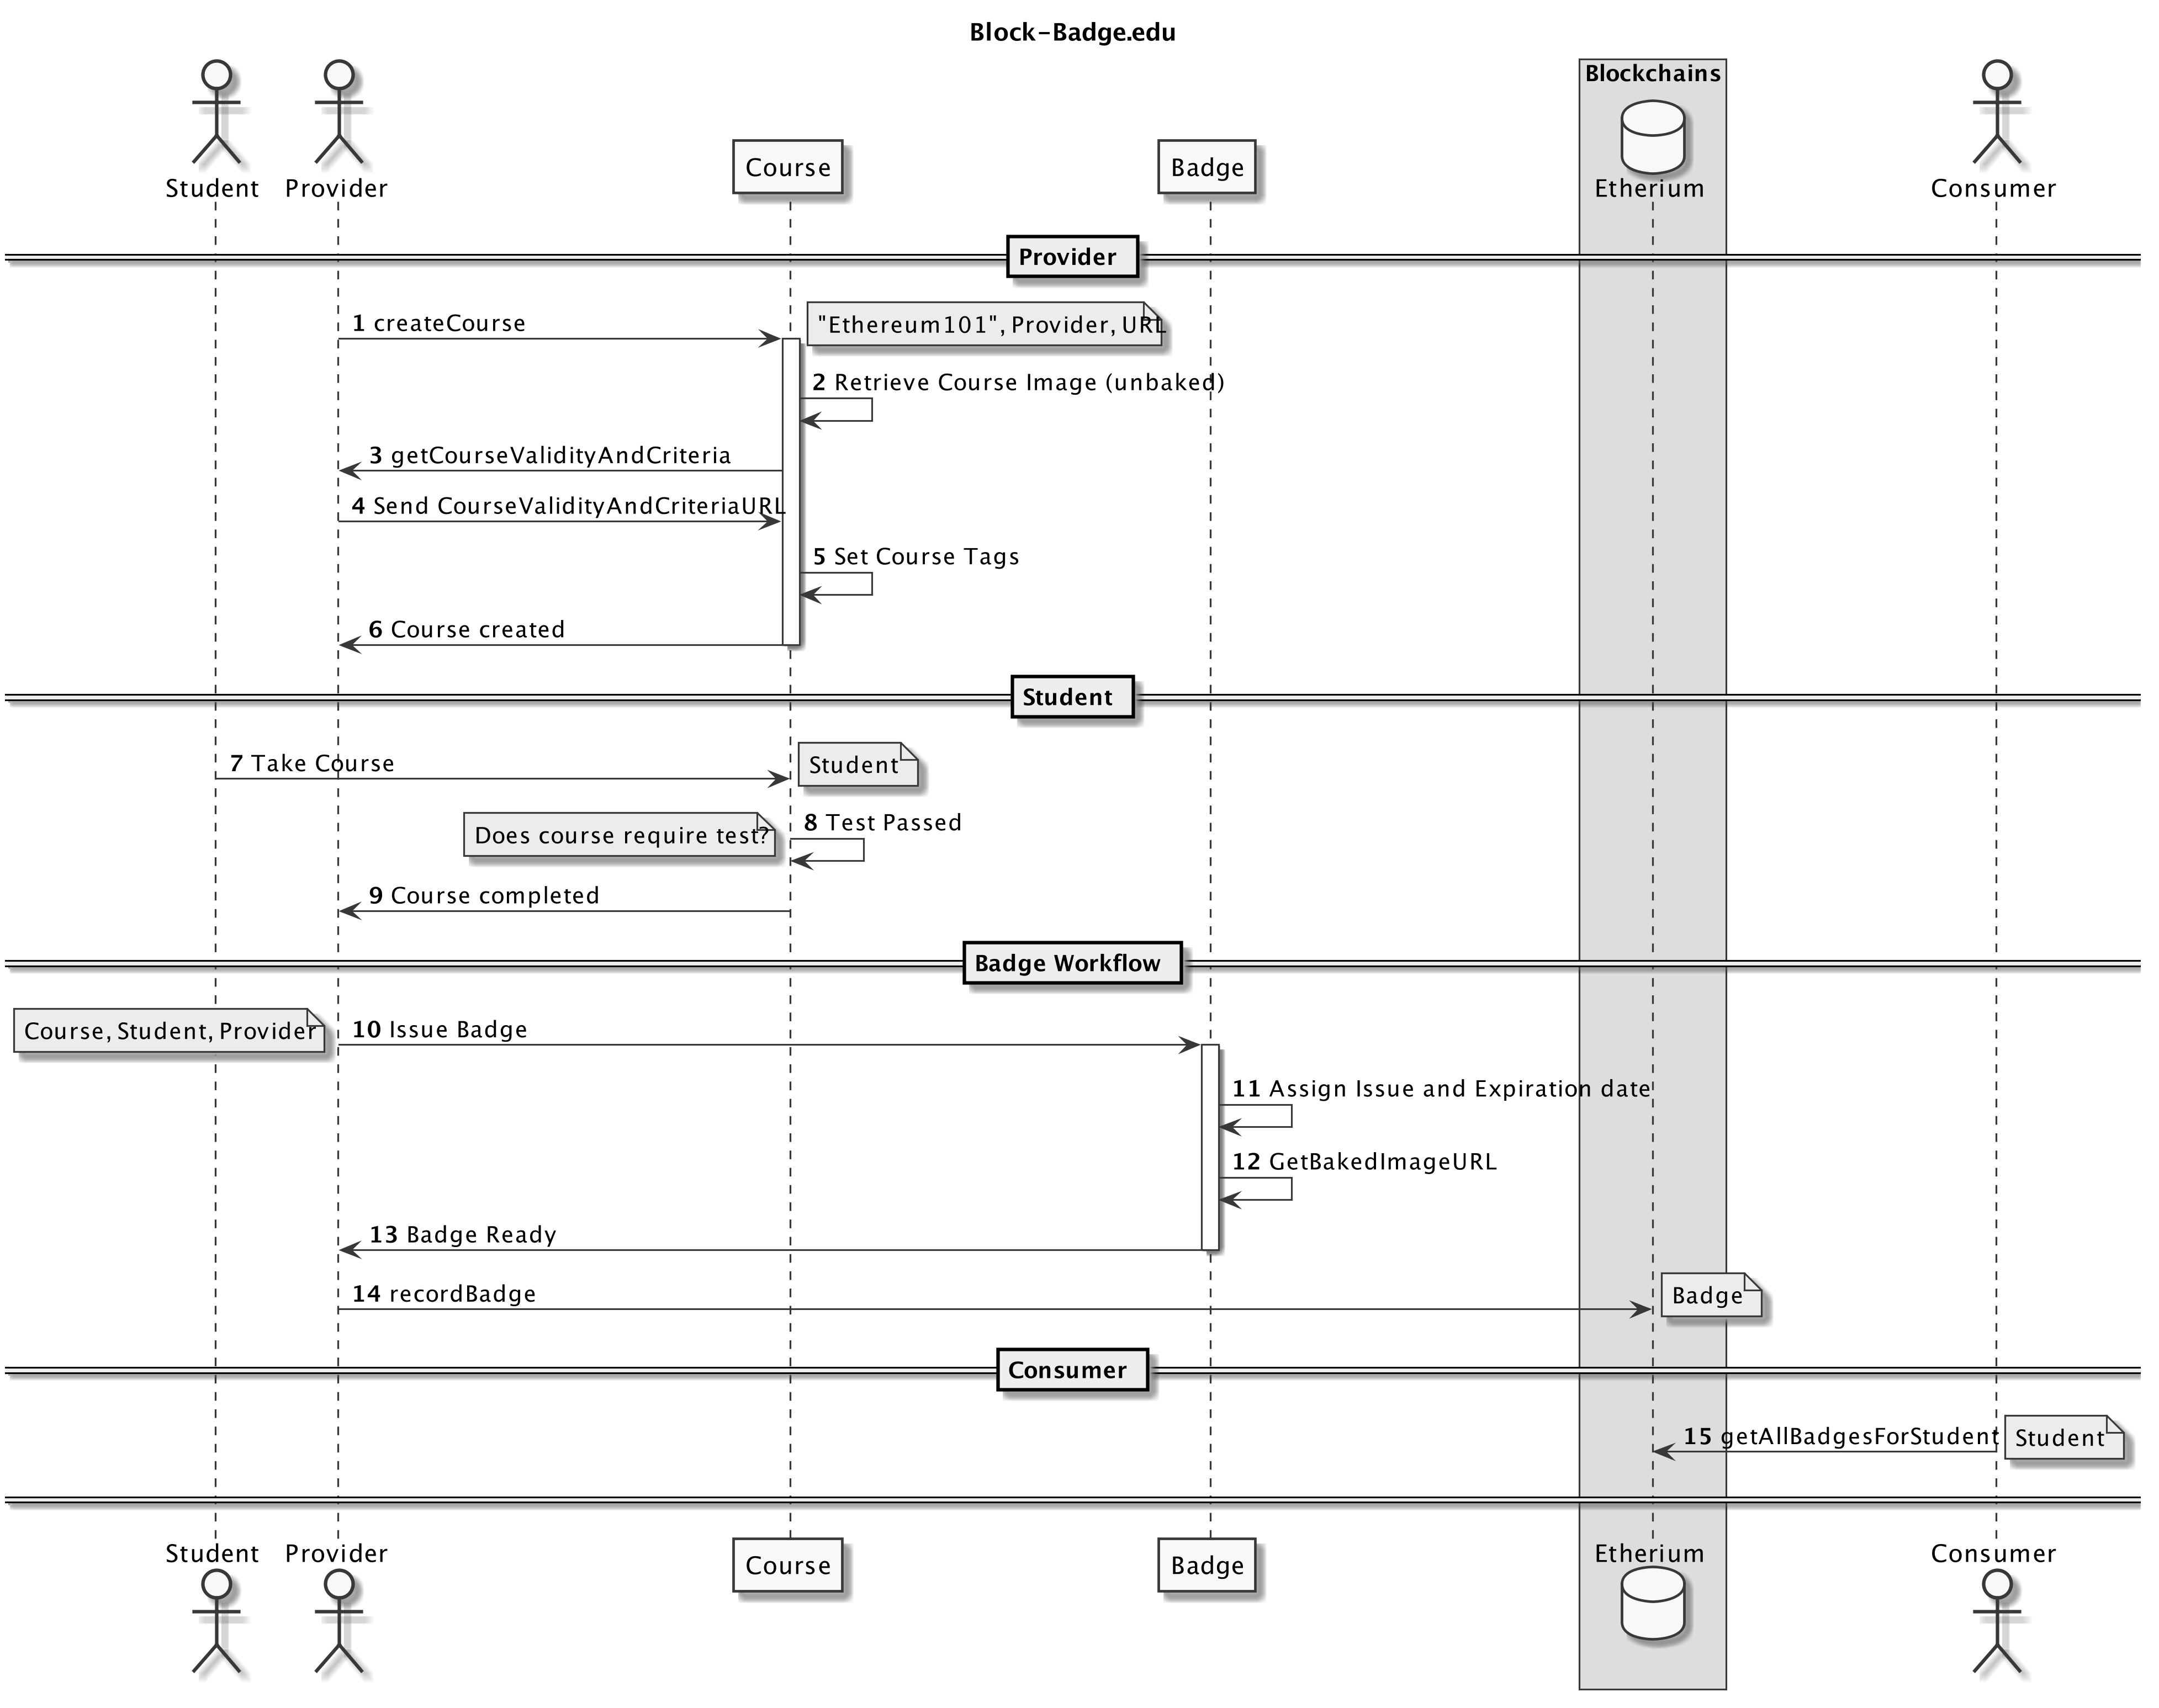 Block-Badge.edu
Blockchains
Student
Provider
Course
Badge
Etherium
Consumer
Provider
1 createCourse
"Ethereum101", Provider, URL
2 Retrieve Course Image (unbaked)
3 getCourseValidityAndCriteria
4 Send CourseValidityAndCriteriaURL
5 Set Course Tags
6 Course created
Student
7 Take Course
Student
Does course require test?
8 Test Passed
9 Course completed
Badge Workflow
Course, Student, Provider
10 Issue Badge
11 Assign Issue and Expiration date
12 GetBakedImageURL
13 Badge Ready
14 recordBadge
Badge
Consumer
15 getAllBadgesForStudent
Student
Student
Provider
Course
Badge
Etherium
Consumer